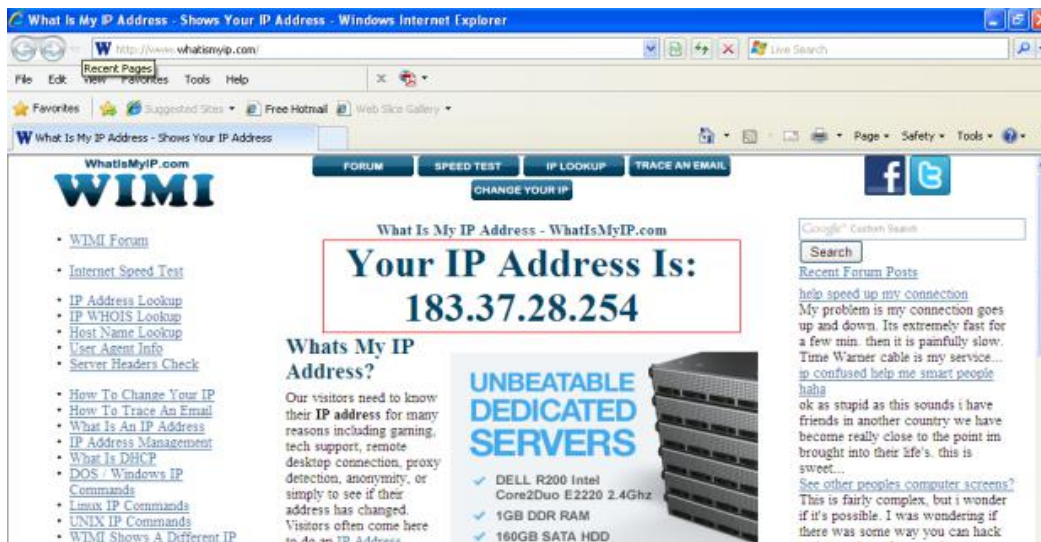 What Is My IP Address - Shows Your IP Address - Windows Internet Explorer
http://www.whatismyip.com/
Live Search
Recent Pages
File Edit View Favorites Tools Help
Favorites
Suggested Sites
Free Hotmail
Web Slice Gallery
What Is My IP Address - Shows Your IP Address
Page Safety Tools
WhatIsMyIP.com
WIMI
FORUM
SPEED TEST
IP LOOKUP
TRACE AN EMAIL
CHANGE YOUR IP
WIMI Forum
Internet Speed Test
IP Address Lookup
IP WHOIS Lookup
Host Name Lookup
User Agent Info
Server Headers Check
How To Change Your IP
How To Trace An Email
What Is An IP Address
IP Address Management
What Is DHCP
DOS / Windows IP
Commands
Linux IP Commands
UNIX IP Commands
WIMI Shows A Different IP
What Is My IP Address - WhatIsMyIP.com
Your IP Address Is:
183.37.28.254
Whats My IP
Address?
Our visitors need to know
their IP address for many
reasons including gaming,
tech support, remote
desktop connection, proxy
detection, anonymity, or
simply to see if their
address has changed.
Visitors often come here
to do an IP Address
UNBEATABLE
DEDICATED
SERVERS
DELL R200 Intel
Core2Duo E2220 2.4Ghz
1GB DDR RAM
160GB SATA HDD
Google™ Custom Search
Search
Recent Forum Posts
help speed up my connection
My problem is my connection goes
up and down. Its extremely fast for
a few min. then it is painfully slow.
Time Warner cable is my service...
ip confused help me smart people
haha
ok as stupid as this sounds i have
friends in another country we have
become really close to the point im
brought into their life's. this is
sweet...
See other peoples computer screens?
This is fairly complex, but i wonder
if it's possible. I was wondering if
there was some way you can hack